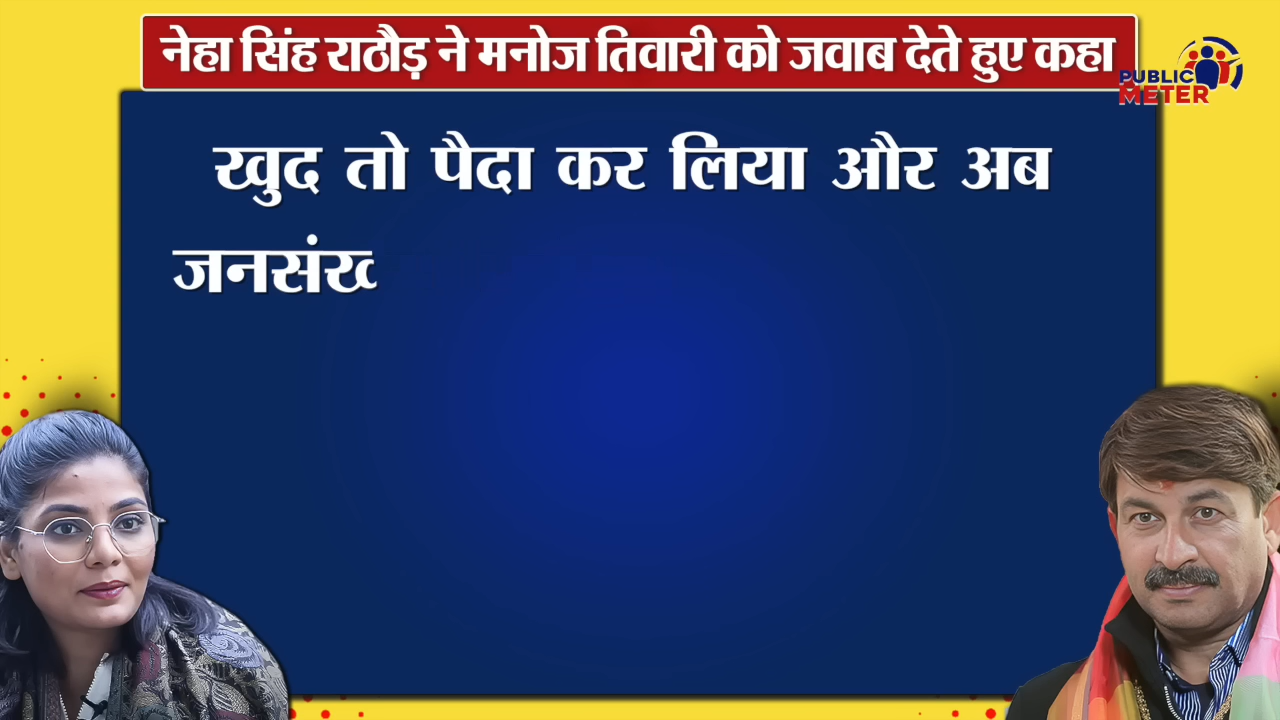 नेहा सिंह राठौड़ ने मनोज तिवारी को जवाब देते हुए कहा
PUBLIC
METER
खुद तो पैदा कर लिया और अब
जनसंख्